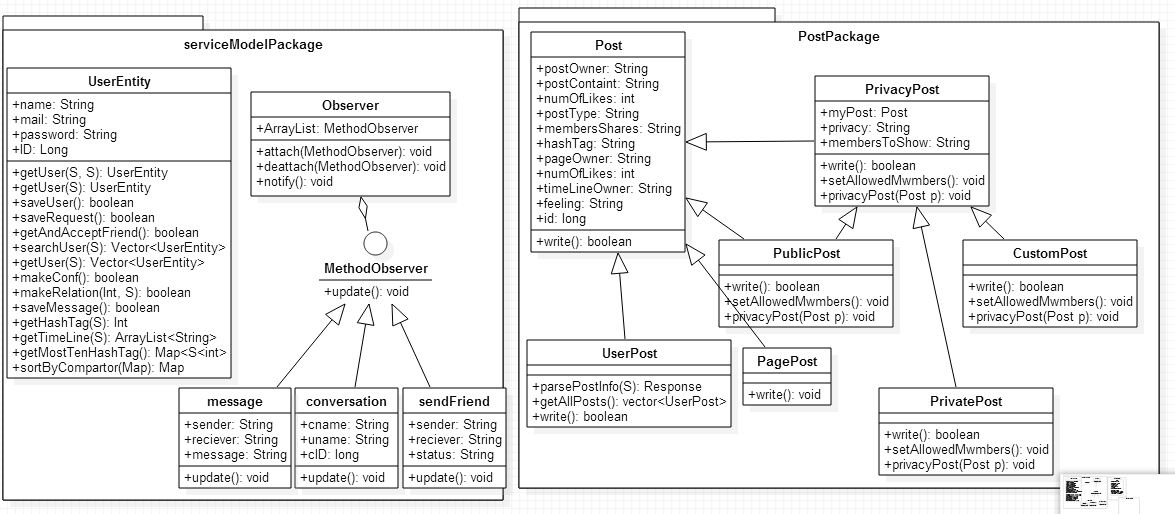 serviceModelPackage
UserEntity
+name: String
+mail: String
+password: String
+ID: Long
+getUser(S, S): UserEntity
+getUser(S): UserEntity
+saveUser(): boolean
+saveRequest(): boolean
+getAndAcceptFriend(): boolean
+searchUser(S): Vector<UserEntity>
+getUser(S): Vector<UserEntity>
+makeConf(): boolean
+makeRelation(Int, S): boolean
+saveMessage(): boolean
+getHashTag(S): Int
+getTimeLine(S): ArrayList<String>
+getMostTenHashTag(): Map<S<int>
+sortByCompartor(Map): Map
Observer
+ArrayList: MethodObserver
+attach(MethodObserver): void
+deattach(MethodObserver): void
+notify(): void
MethodObserver
+update(): void
message
+sender: String
+reciever: String
+message: String
+update(): void
conversation
+cname: String
+uname: String
+cID: long
+update(): void
sendFriend
+sender: String
+reciever: String
+status: String
+update(): void
PostPackage
Post
+postOwner: String
+postContaint: String
+numOfLikes: int
+postType: String
+membersShares: String
+hashTag: String
+pageOwner: String
+numOfLikes: int
+timeLineOwner: String
+feeling: String
+id: long
+write(): boolean
PrivacyPost
+myPost: Post
+privacy: String
+membersToShow: String
+write(): boolean
+setAllowedMwmbers(): void
+privacyPost(Post p): void
PublicPost
+write(): boolean
+setAllowedMwmbers(): void
+privacyPost(Post p): void
CustomPost
+write(): boolean
+setAllowedMwmbers(): void
+privacyPost(Post p): void
UserPost
+parsePostInfo(S): Response
+getAllPosts(): vector<UserPost>
+write(): boolean
PagePost
+write(): void
PrivatePost
+write(): boolean
+setAllowedMwmbers(): void
+privacyPost(Post p): void